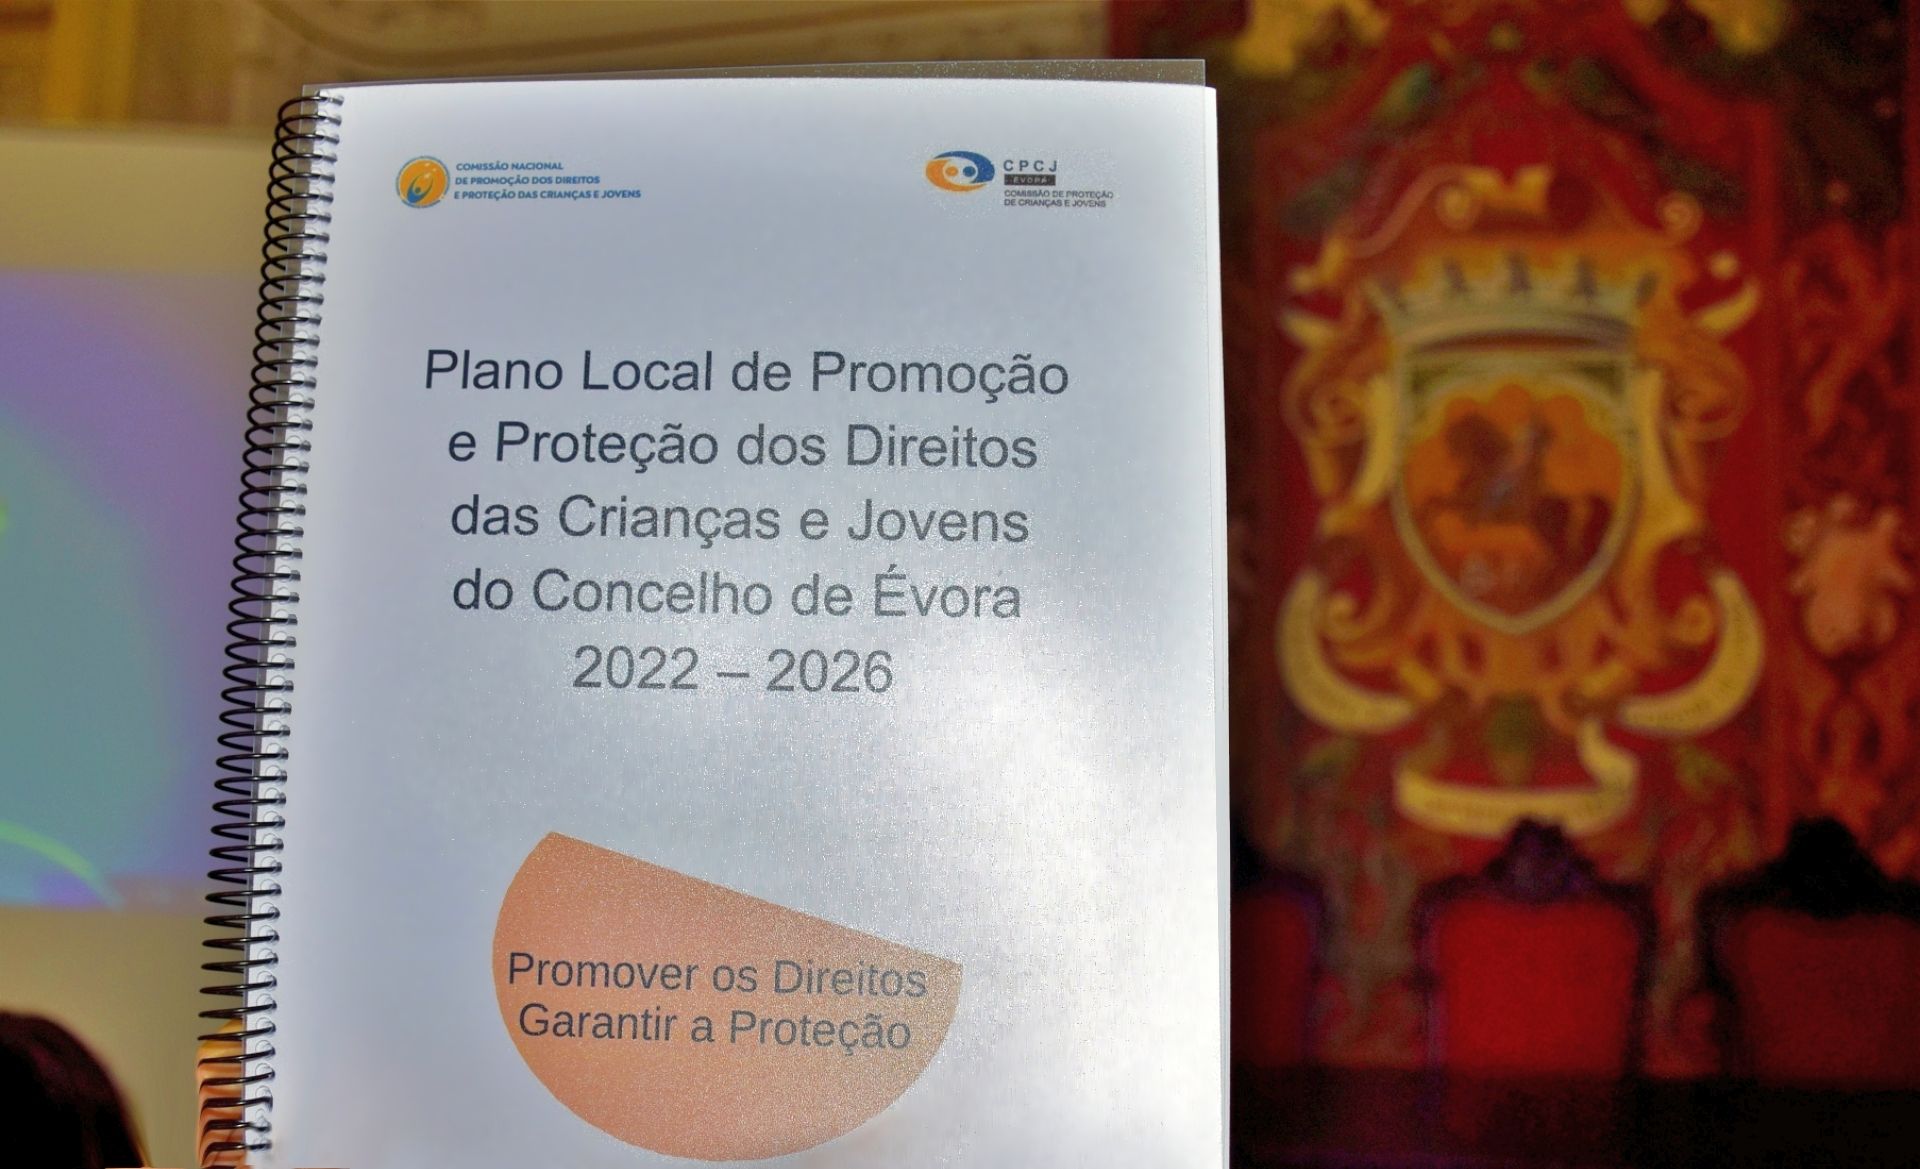 COMISSÃO NACIONAL
DE PROMOÇÃO DOS DIREITOS
E PROTEÇÃO DAS CRIANÇAS E JOVENS
CPCJ
ÉVORA
COMISSÃO DE PROTEÇÃO
DE CRIANÇAS E JOVENS
Plano Local de Promoção
e Proteção dos Direitos
das Crianças e Jovens
do Concelho de Évora
2022 – 2026
Promover os Direitos
Garantir a Proteção